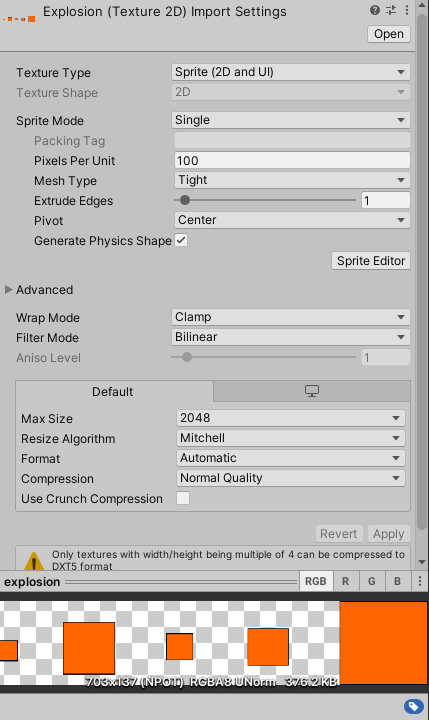 Explosion (Texture 2D) Import Settings
Open
Texture Type Sprite (2D and UI)
Texture Shape 2D
Sprite Mode Single
Packing Tag
Pixels Per Unit 100
Mesh Type Tight
Extrude Edges 1
Pivot Center
Generate Physics Shape
Sprite Editor
Advanced
Wrap Mode Clamp
Filter Mode Bilinear
Aniso Level 1
Default
Max Size 2048
Resize Algorithm Mitchell
Format Automatic
Compression Normal Quality
Use Crunch Compression
Revert Apply
Only textures with width/height being multiple of 4 can be compressed to
DXT5 format
explosion RGB R G B
703x137 (NPOT) RGBA8 UNorm 376.2 KB